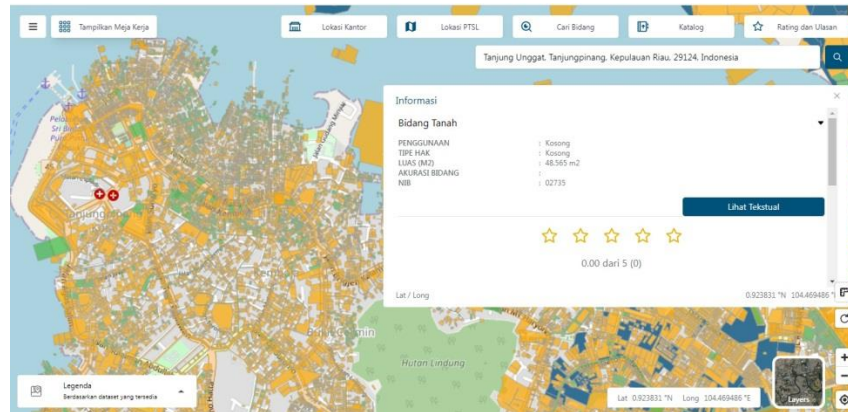 Tampilkan Meja Kerja
Lokasi Kantor
Lokasi PTSL
Cari Bidang
Katalog
Rating dan Ulasan
Tanjung Unggat, Tanjungpinang, Kepulauan Riau, 29124, Indonesia
Informasi
Bidang Tanah
PENGGUNAAN : Kosong
TIPE HAK : Kosong
LUAS (M2) : 48.565 m2
AKURASI BIDANG :
NIB : 02735
Lihat Tekstual
0.00 dari 5 (0)
Lat / Long 0.923831 °N 104.469486 °
Hutan Lindung
Legenda
Berdasarkan dataset yang tersedia
Lat 0.923831 °N Long 104.469486 °E
Layers